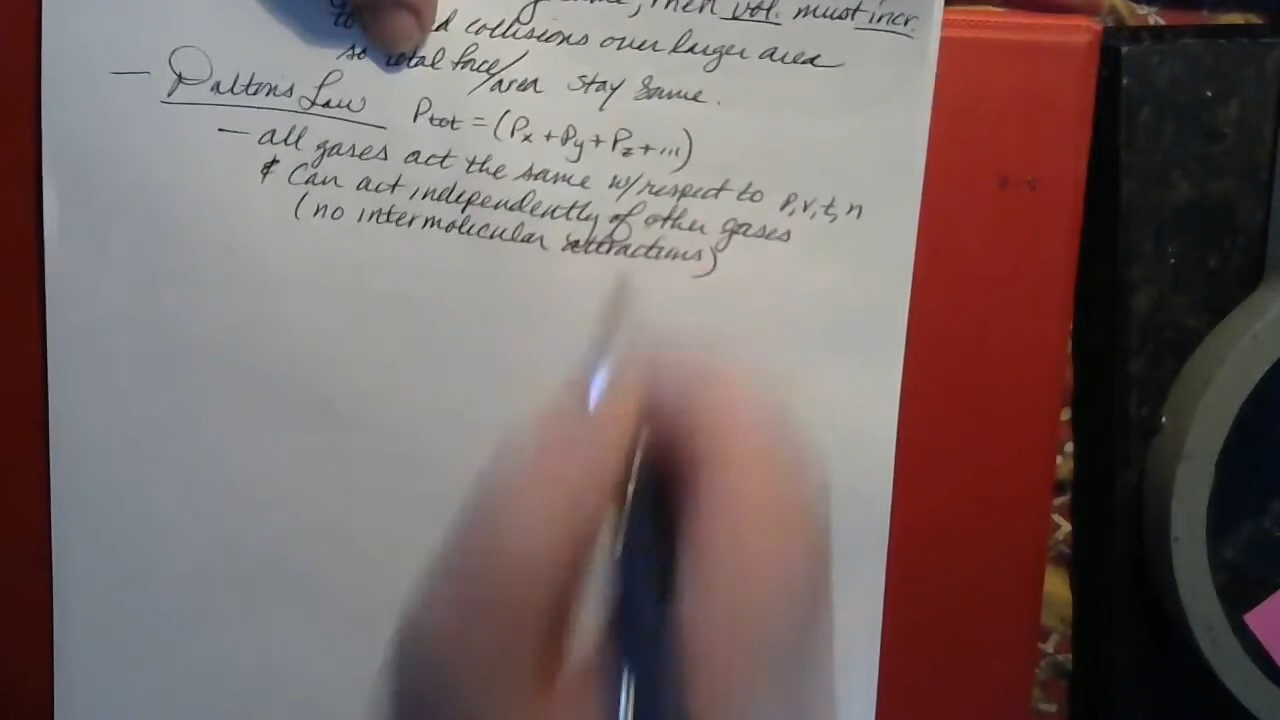 , then vol. must incr.
collisions over larger area
so total force/area stay same.
— Daltons Law Ptot = (Px + Py + Pz + ...)
— all gases act the same w/respect to P, v, t, n
& can act independently of other gases
(no intermolicular attractions)